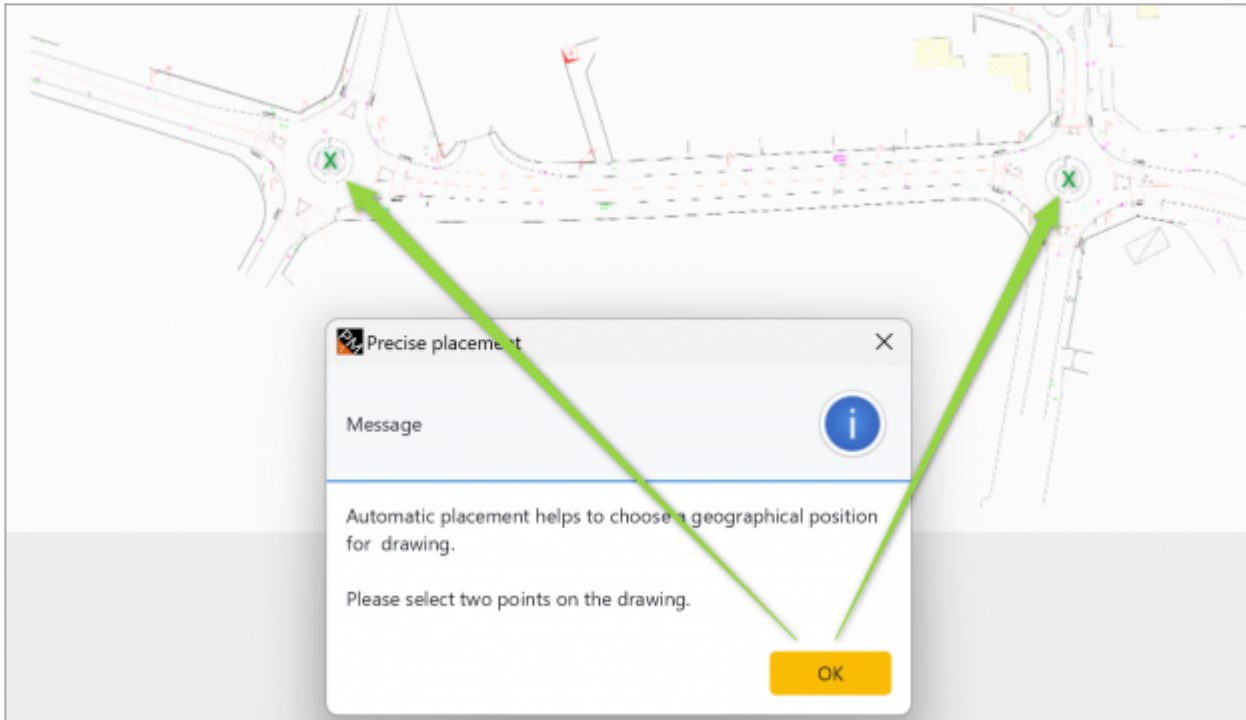 X
X
PM
Precise placement
Message
i
Automatic placement helps to choose a geographical position
for drawing.
Please select two points on the drawing.
OK